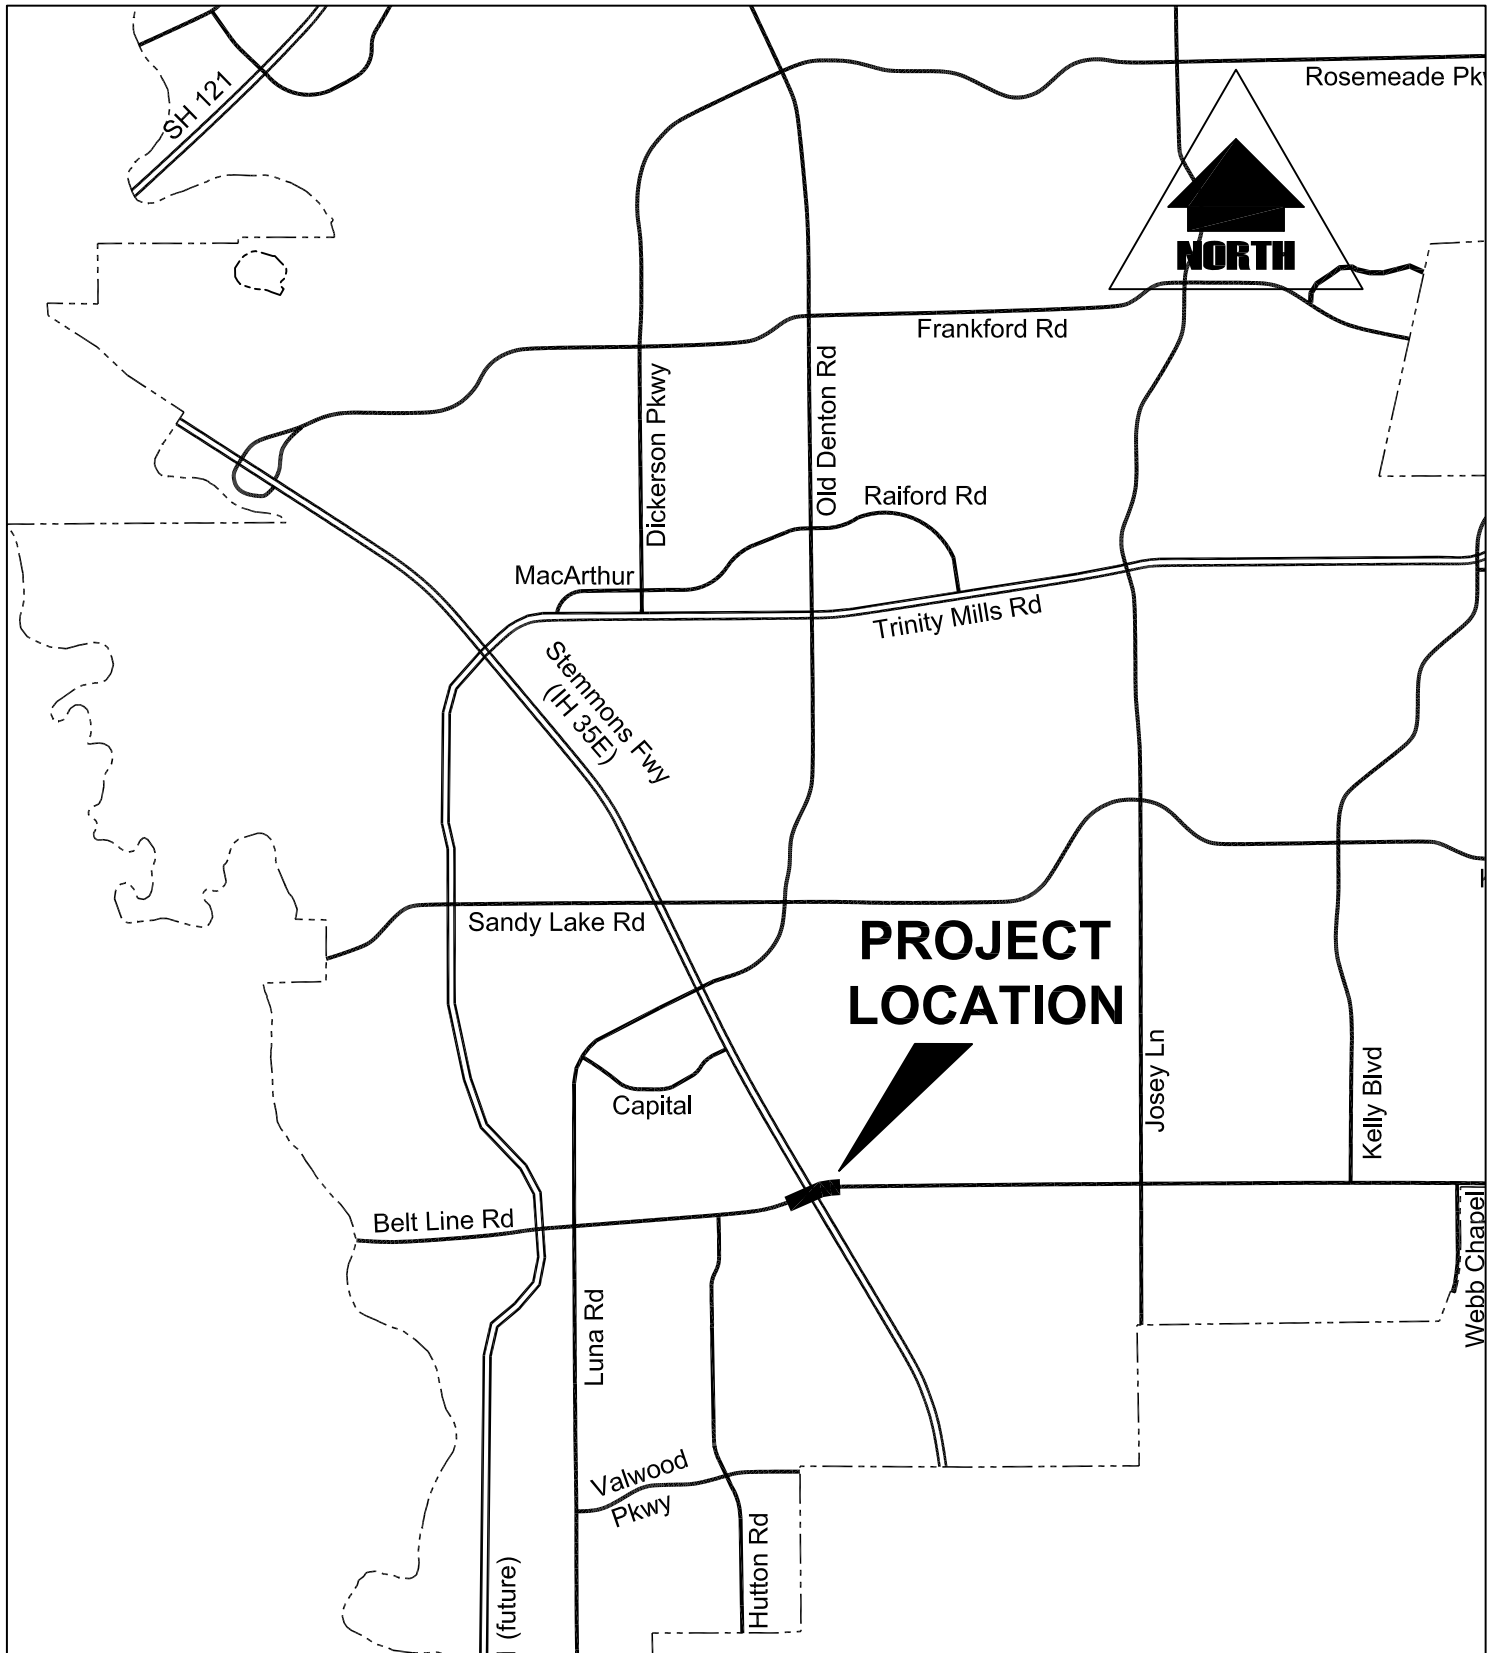 SH 121
Rosemeade
NORTH
Frankford Rd
Dickerson Pkwy
Old Denton Rd
Raiford Rd
MacArthur
Trinity Mills Rd
Stemmons Fwy
(IH 35E)
Sandy Lake Rd
PROJECT
LOCATION
Josey Ln
Kelly Blvd
Capital
Belt Line Rd
Webb Chapel
Luna Rd
Valwood
Pkwy
Hutton Rd
(future)